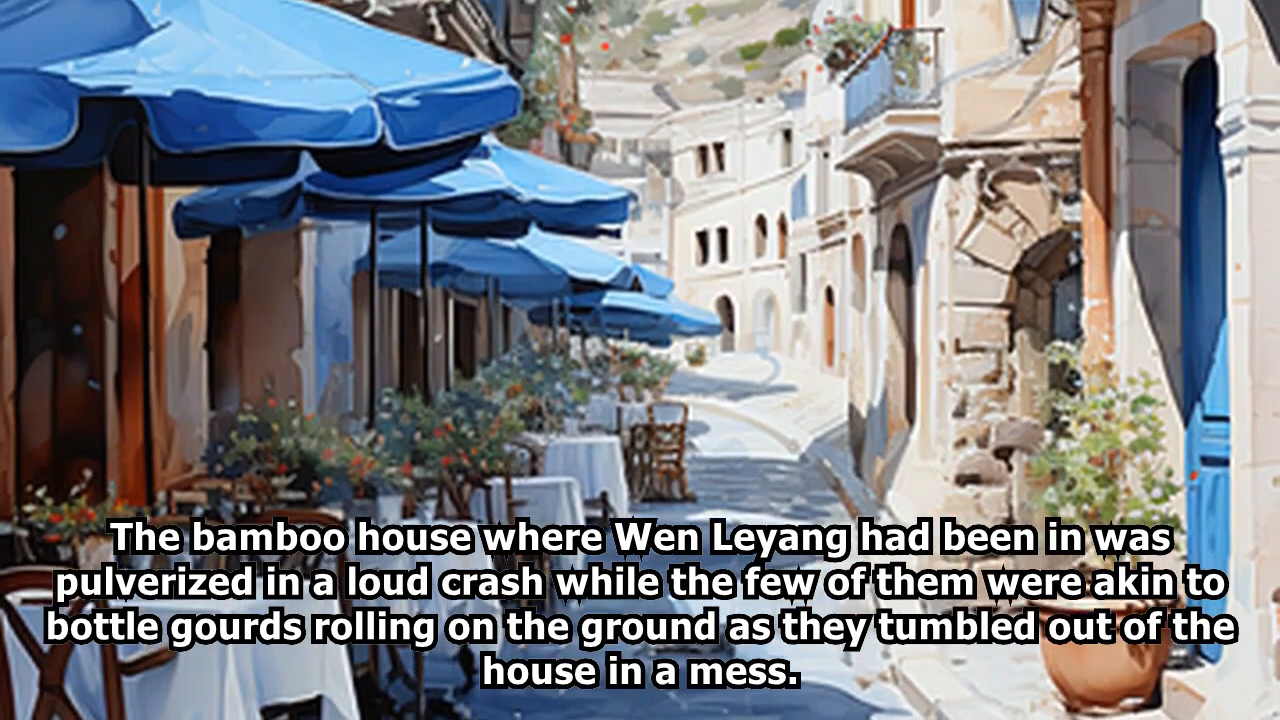 The bamboo house where Wen Leyang had been in was
pulverized in a loud crash while the few of them were akin to
bottle gourds rolling on the ground as they tumbled out of the
house in a mess.